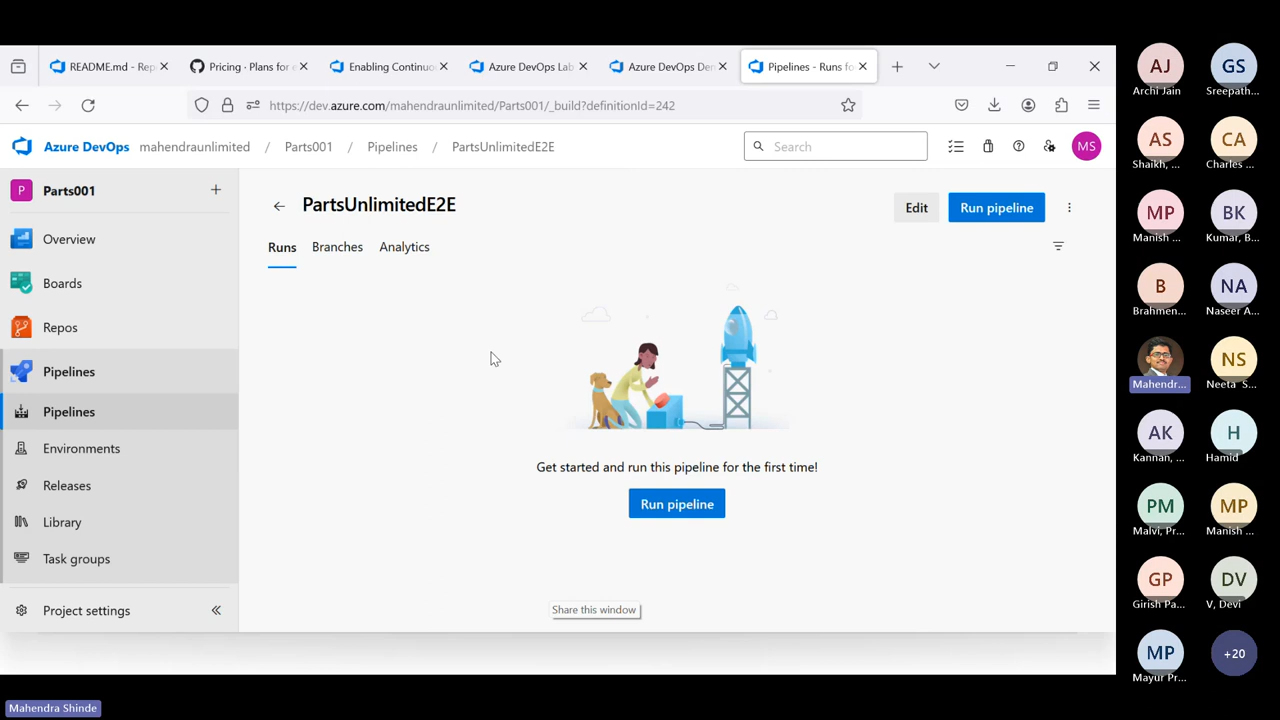 README.md - Rep
Pricing · Plans for e
Enabling Continuo
Azure DevOps Lab
Azure DevOps Den
Pipelines - Runs fo
https://dev.azure.com/mahendraunlimited/Parts001/_build?definitionId=242
Azure DevOps mahendraunlimited / Parts001 / Pipelines / PartsUnlimitedE2E
Search
MS
P Parts001
Overview
Boards
Repos
Pipelines
Pipelines
Environments
Releases
Library
Task groups
Project settings
PartsUnlimitedE2E
Edit
Run pipeline
Runs Branches Analytics
Get started and run this pipeline for the first time!
Run pipeline
Share this window
AJ
Archi Jain
GS
Sreepath...
AS
Shaikh, ...
CA
Charles ...
MP
Manish ...
BK
Kumar, B...
B
Brahmen...
NA
Naseer A...
Mahendr...
NS
Neeta S...
AK
Kannan, ...
H
Hamid
PM
Malvi, Pr...
MP
Manish ...
GP
Girish Pa...
DV
V, Devi
MP
Mayur Pr...
+20
Mahendra Shinde